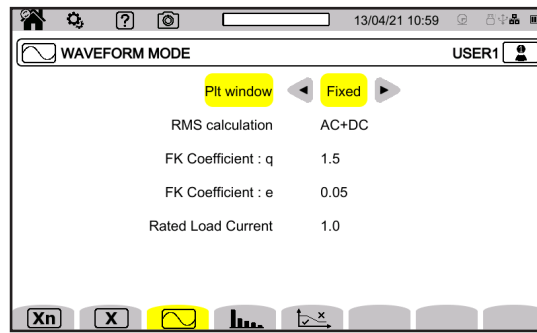 ? 13/04/21 10:59
WAVEFORM MODE USER1
Plt window Fixed
RMS calculation AC+DC
FK Coefficient : q 1.5
FK Coefficient : e 0.05
Rated Load Current 1.0
Xn X